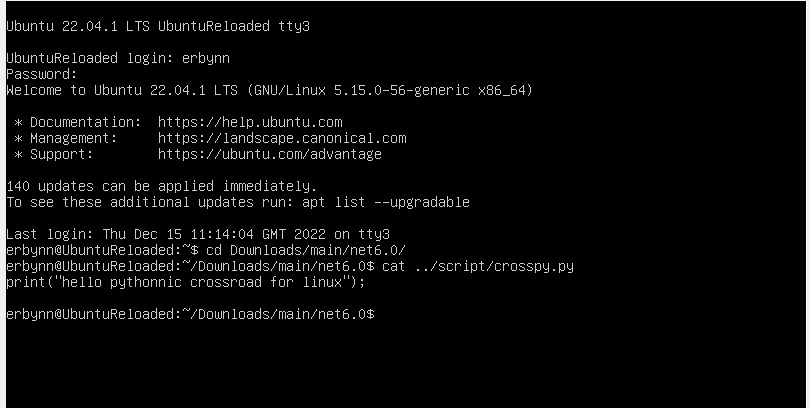 Ubuntu 22.04.1 LTS UbuntuReloaded tty3
UbuntuReloaded login: erbynn
Password:
Welcome to Ubuntu 22.04.1 LTS (GNU/Linux 5.15.0-56-generic x86_64)
* Documentation:  https://help.ubuntu.com
* Management:     https://landscape.canonical.com
* Support:        https://ubuntu.com/advantage
140 updates can be applied immediately.
To see these additional updates run: apt list --upgradable
Last login: Thu Dec 15 11:14:04 GMT 2022 on tty3
erbynn@UbuntuReloaded:~$ cd Downloads/main/net6.0/
erbynn@UbuntuReloaded:~/Downloads/main/net6.0$ cat ../script/crosspy.py
print("hello pythonnic crossroad for linux");
erbynn@UbuntuReloaded:~/Downloads/main/net6.0$